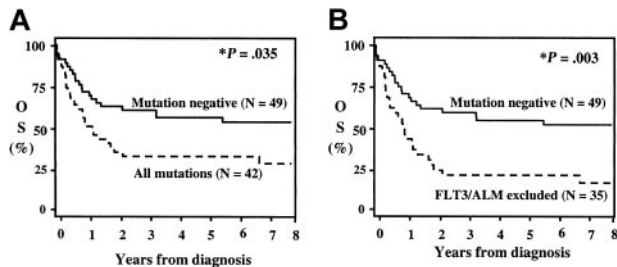 A
*P = .035
100
75
50
25
0
O
S
(%)
Mutation negative (N = 49)
All mutations (N = 42)
0 1 2 3 4 5 6 7 8
Years from diagnosis
B
*P = .003
100
75
50
25
0
O
S
(%)
Mutation negative (N = 49)
FLT3/ALM excluded (N = 35)
0 1 2 3 4 5 6 7 8
Years from diagnosis